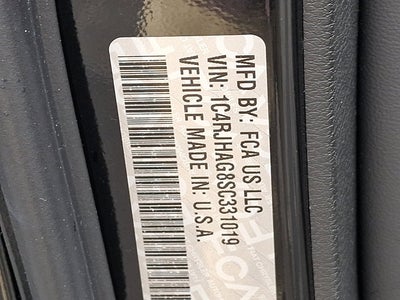 MFD BY: FCA US LLC
VIN: 1C4RJHAG8SC331019
VEHICLE MADE IN: U.S.A.